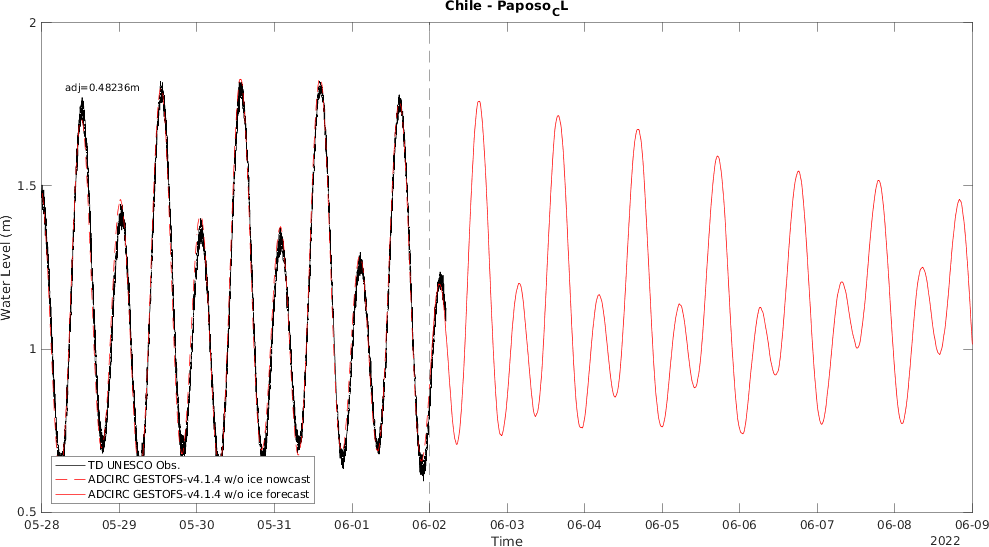 Chile - Paposo_CL
adj=0.48236m
2
1.5
1
0.5
Water Level (m)
TD UNESCO Obs.
ADCIRC GESTOFS-v4.1.4 w/o ice nowcast
ADCIRC GESTOFS-v4.1.4 w/o ice forecast
05-28 05-29 05-30 05-31 06-01 06-02 06-03 06-04 06-05 06-06 06-07 06-08 06-09
Time
2022